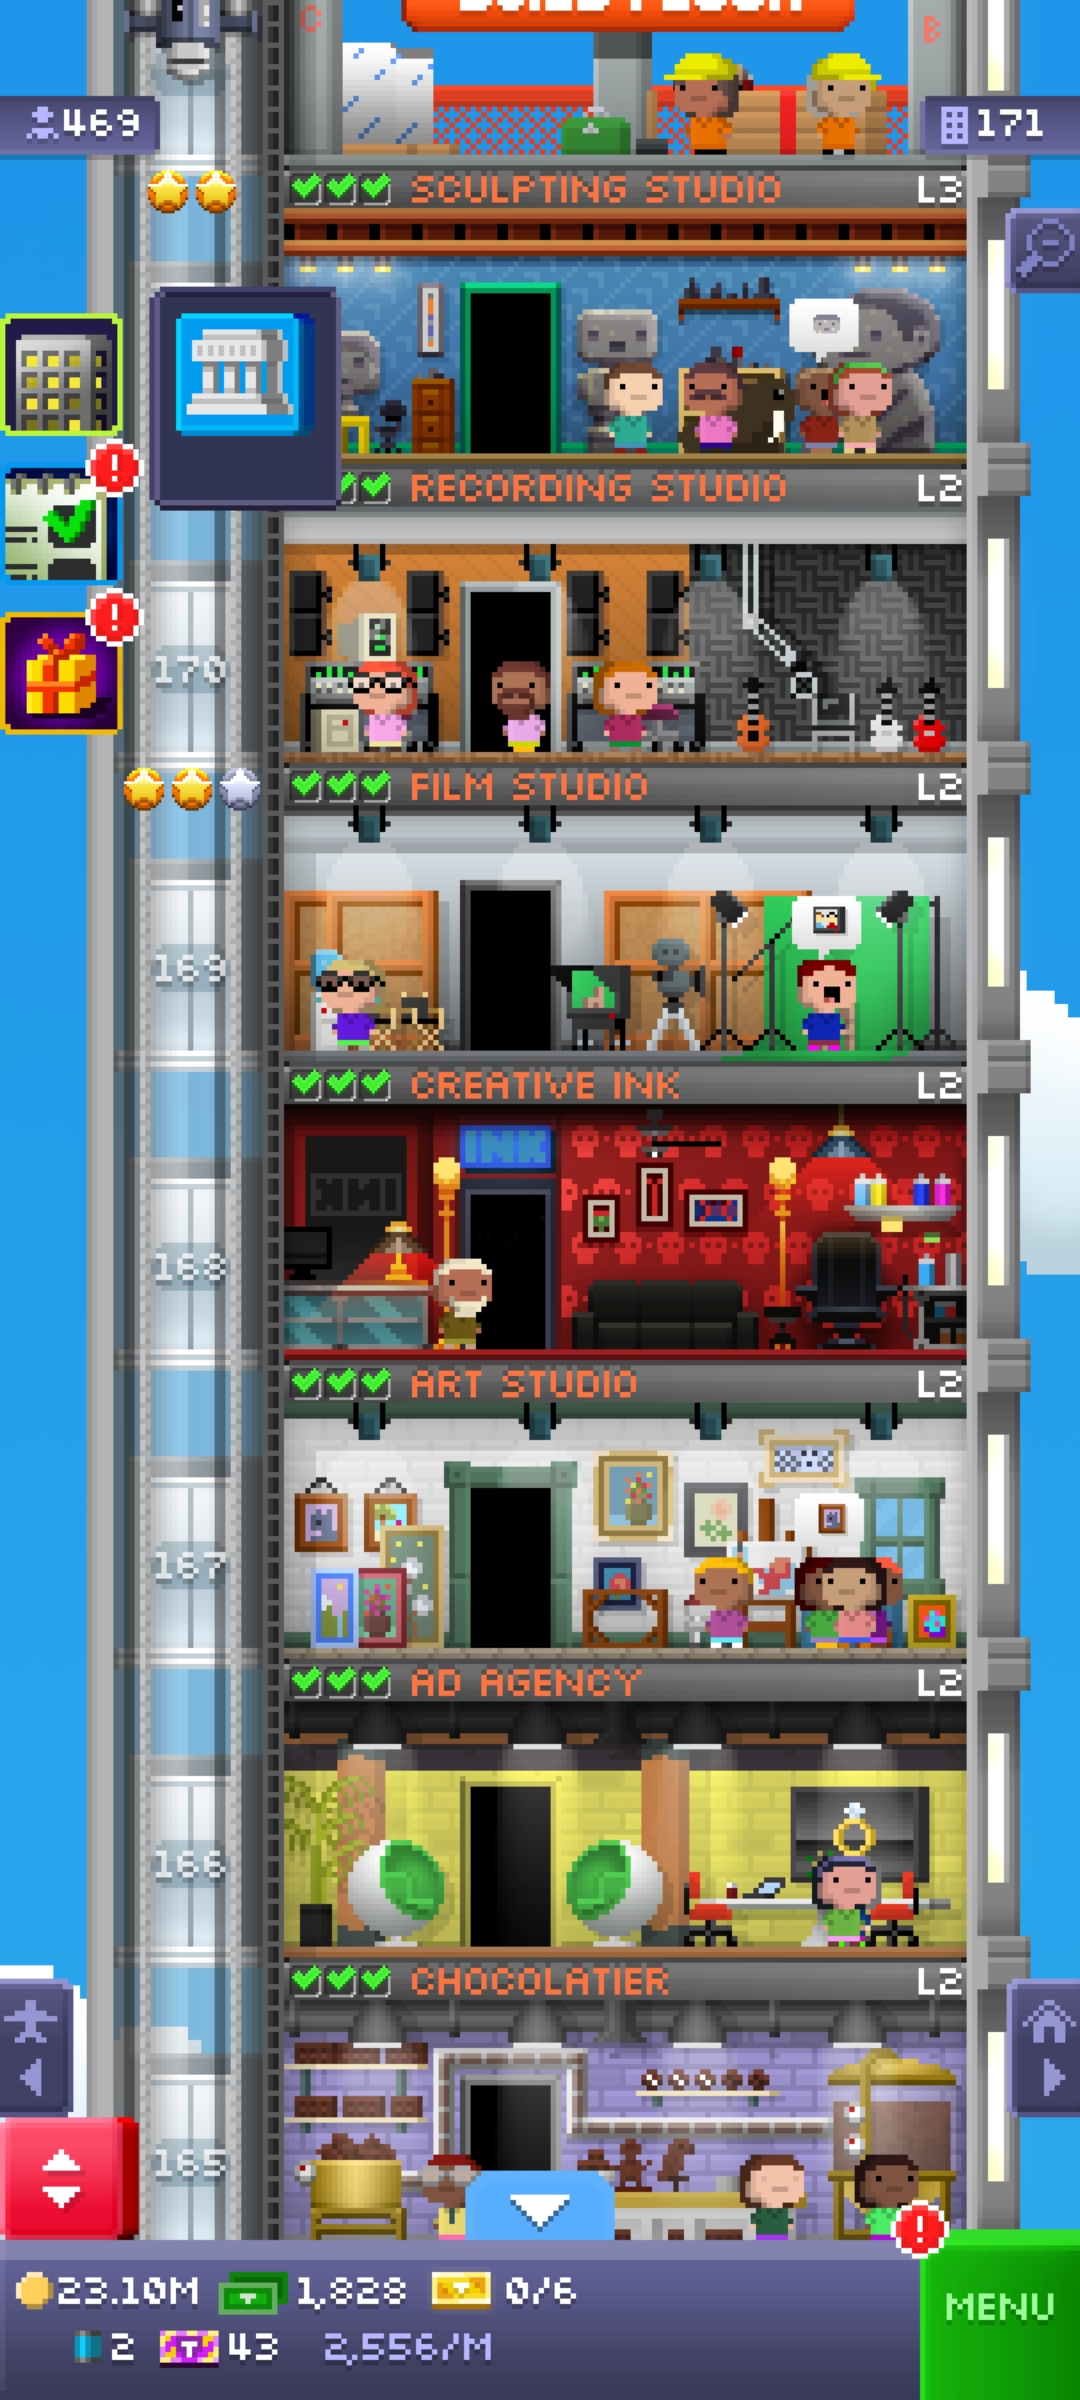 BUILD FLOOR
C
B
469
171
SCULPTING STUDIO L3
RECORDING STUDIO L2
170
FILM STUDIO L2
169
CREATIVE INK L2
INK
168
ART STUDIO L2
167
AD AGENCY L2
166
CHOCOLATIER L2
165
23.10M 1,828 0/6
2 43 2,556/M
MENU